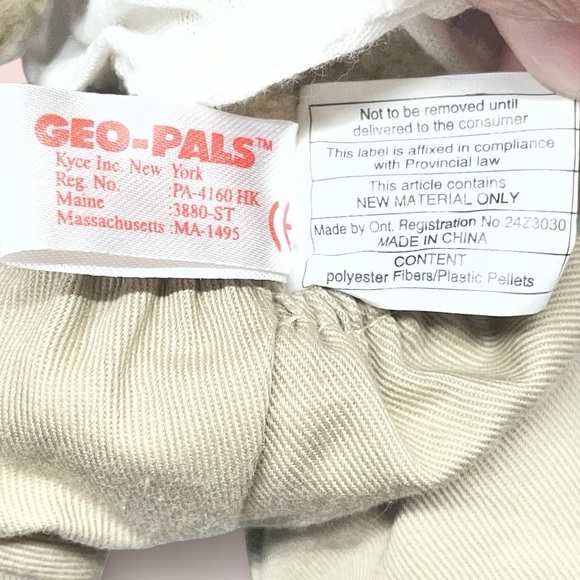 GEO-PALS™
Kyce Inc. New York
Reg. No. :PA-4160 HK
Maine :3880-ST
Massachusetts :MA-1495
CE
Not to be removed until
delivered to the consumer
This label is affixed in compliance
with Provincial law
This article contains
NEW MATERIAL ONLY
Made by Ont. Registration No.24Z3030
MADE IN CHINA
CONTENT
polyester Fibers/Plastic Pellets